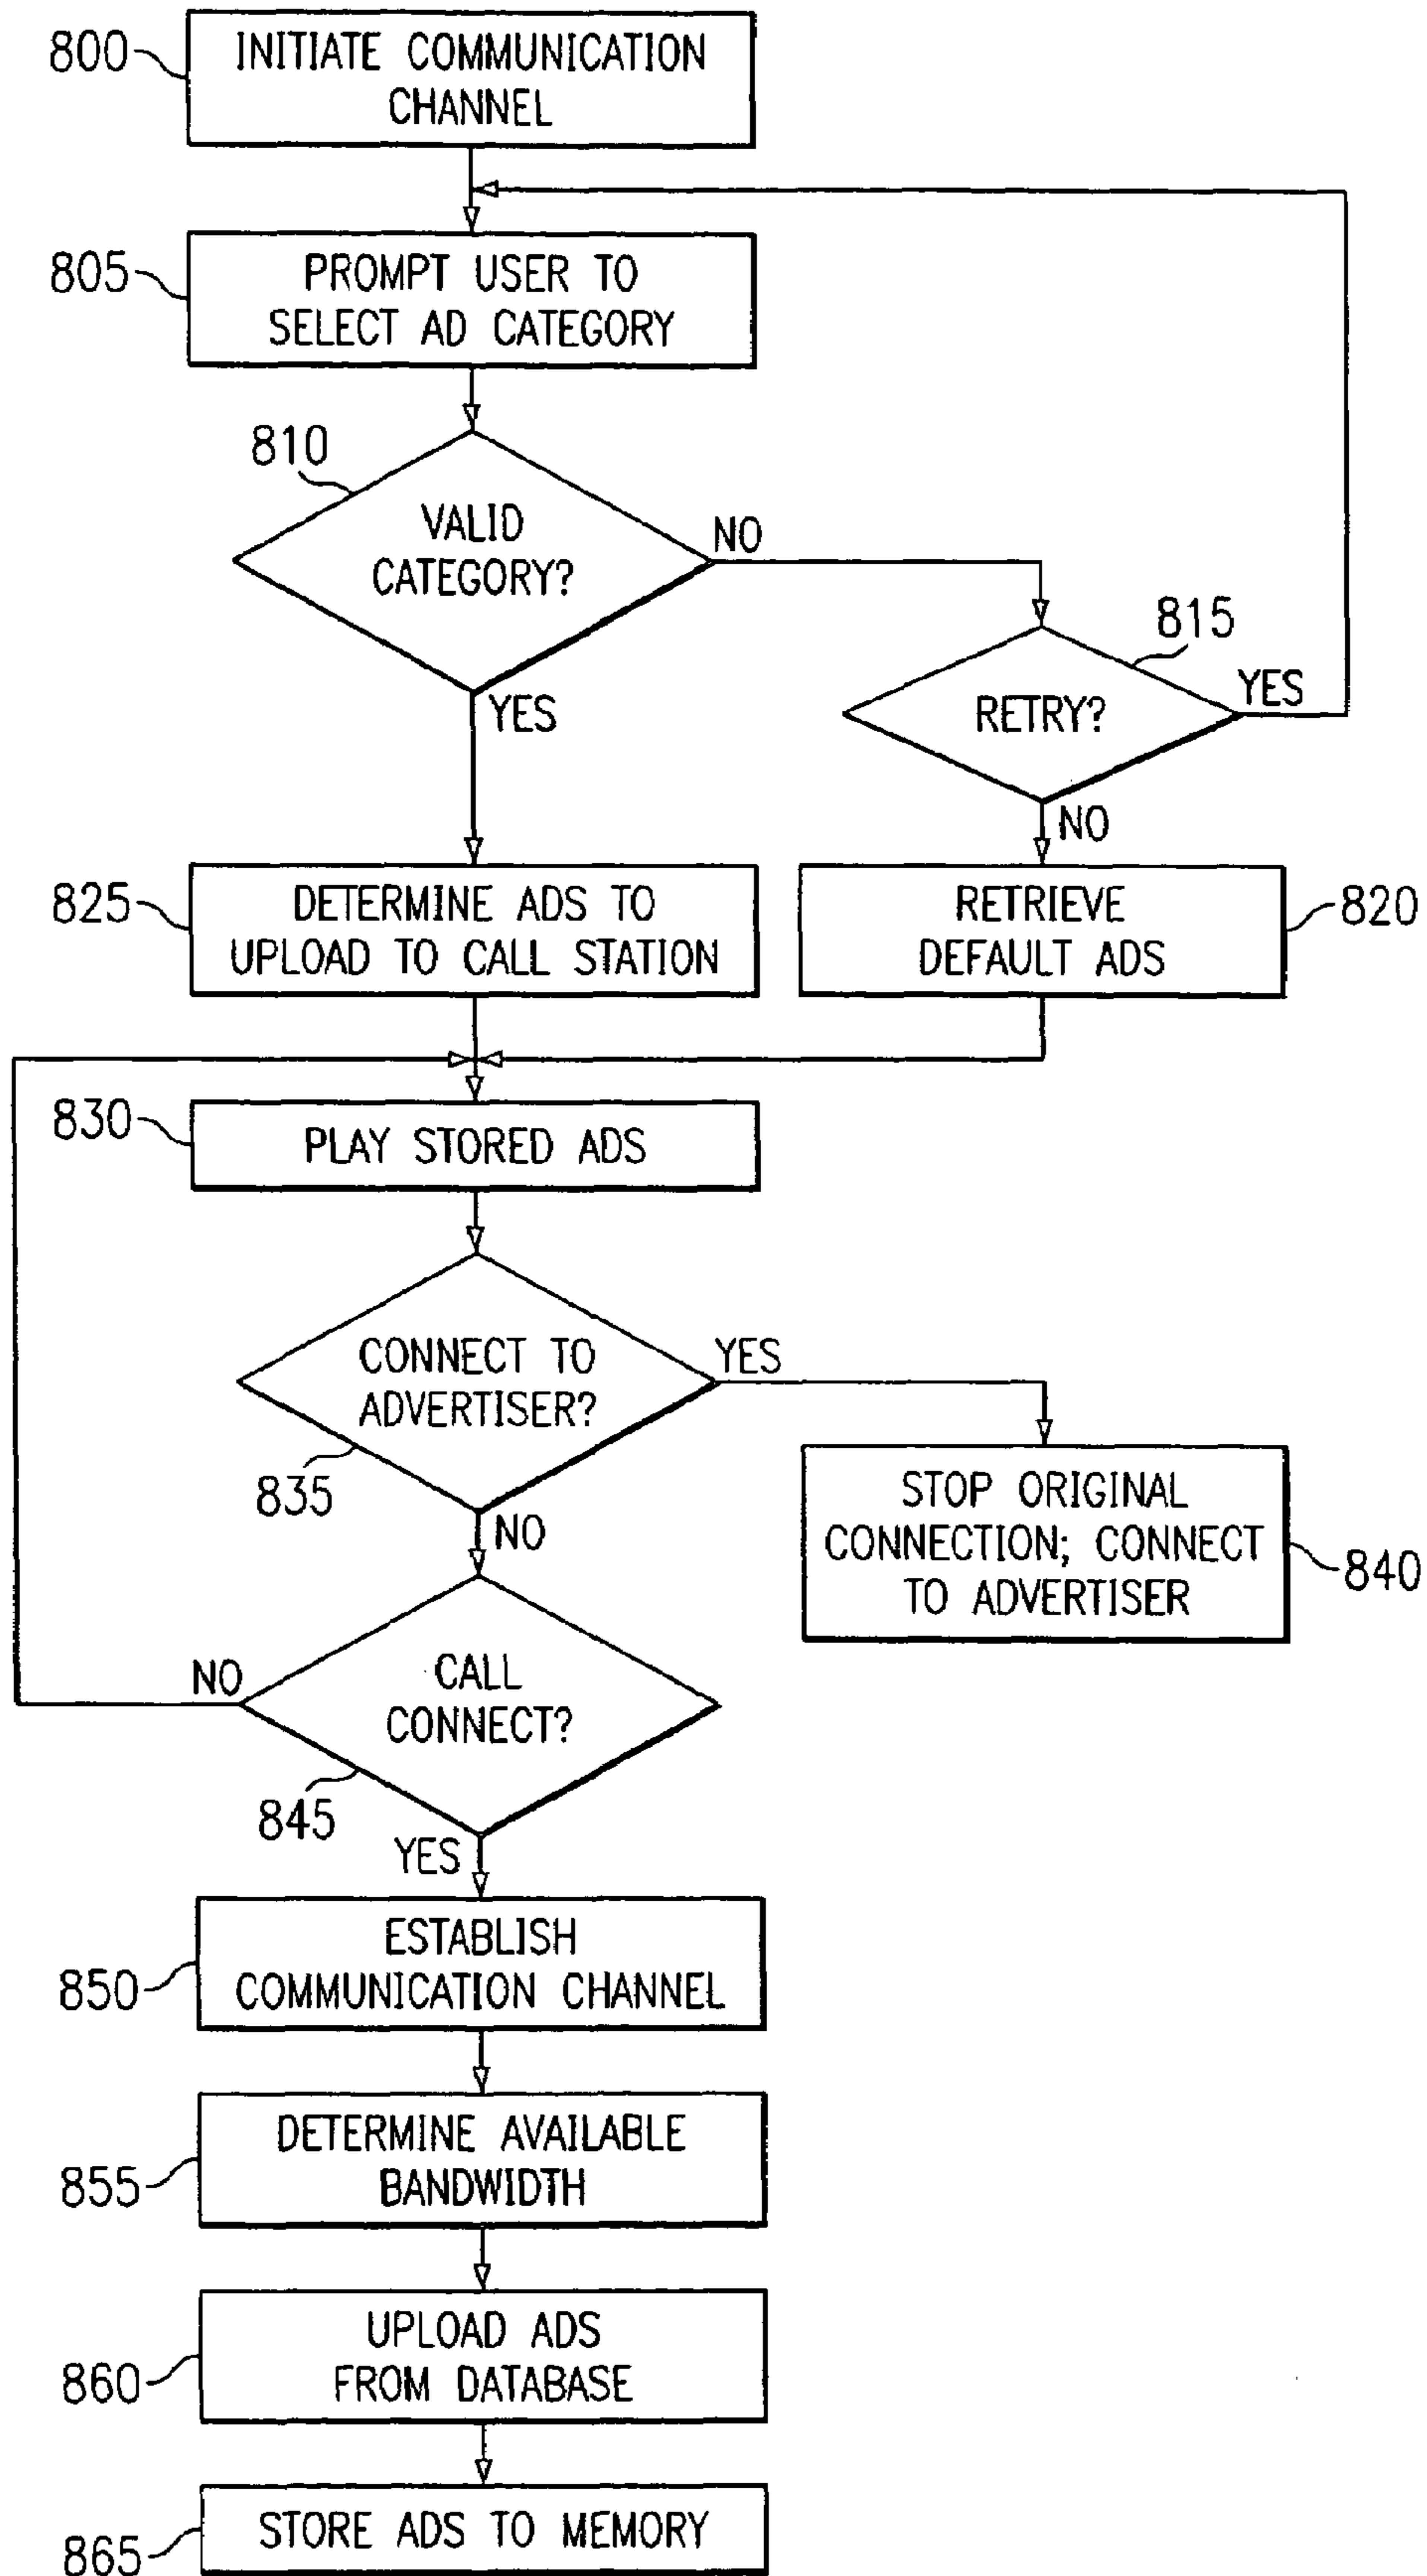 800
INITIATE COMMUNICATION
CHANNEL
805
PROMPT USER TO
SELECT AD CATEGORY
810
VALID
CATEGORY?
NO
YES
815
RETRY?
YES
NO
825
DETERMINE ADS TO
UPLOAD TO CALL STATION
RETRIEVE
DEFAULT ADS
820
830
PLAY STORED ADS
CONNECT TO
ADVERTISER?
YES
835
NO
STOP ORIGINAL
CONNECTION; CONNECT
TO ADVERTISER
840
NO
CALL
CONNECT?
845
YES
850
ESTABLISH
COMMUNICATION CHANNEL
855
DETERMINE AVAILABLE
BANDWIDTH
860
UPLOAD ADS
FROM DATABASE
865
STORE ADS TO MEMORY